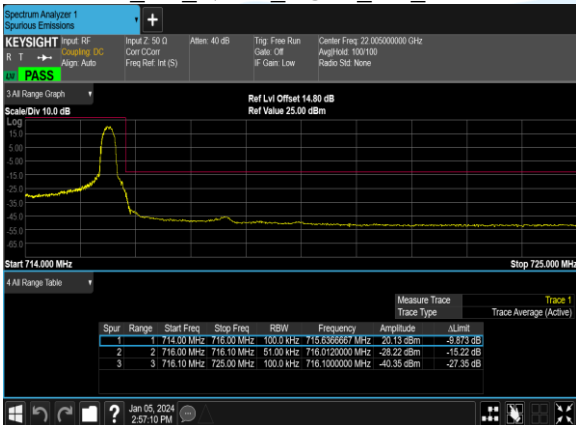 Spectrum Analyzer 1
Spurious Emissions
KEYSIGHT Input: RF Input Z: 50 Ω Atten: 40 dB Trig: Free Run Center Freq: 22.005000000 GHz
R T Coupling: DC Corr CCorr Gate: Off Avg|Hold: 100/100
Align: Auto Freq Ref: Int (S) IF Gain: Low Radio Std: None
PASS
3 All Range Graph
Ref Lvl Offset 14.80 dB
Scale/Div 10.0 dB Ref Value 25.00 dBm
Log
15.0
5.00
-5.00
-15.0
-25.0
-35.0
-45.0
-55.0
-65.0
Start 714.000 MHz Stop 725.000 MHz
4 All Range Table
Measure Trace Trace 1
Trace Type Trace Average (Active)
Spur Range Start Freq Stop Freq RBW Frequency Amplitude ΔLimit
1 1 714.00 MHz 716.00 MHz 100.0 kHz 715.6366667 MHz 20.13 dBm -9.873 dB
2 2 716.00 MHz 716.10 MHz 51.00 kHz 716.0120000 MHz -28.22 dBm -15.22 dB
3 3 716.10 MHz 725.00 MHz 100.0 kHz 716.1000000 MHz -40.35 dBm -27.35 dB
? Jan 05, 2024
2:57:10 PM